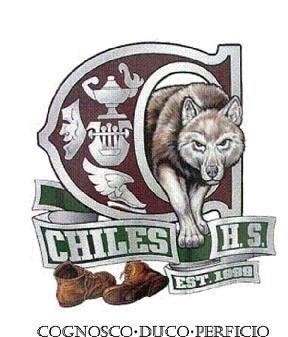 C
CHILES H.S.
EST. 1999
COGNOSCO·DUCO·PERFICIO